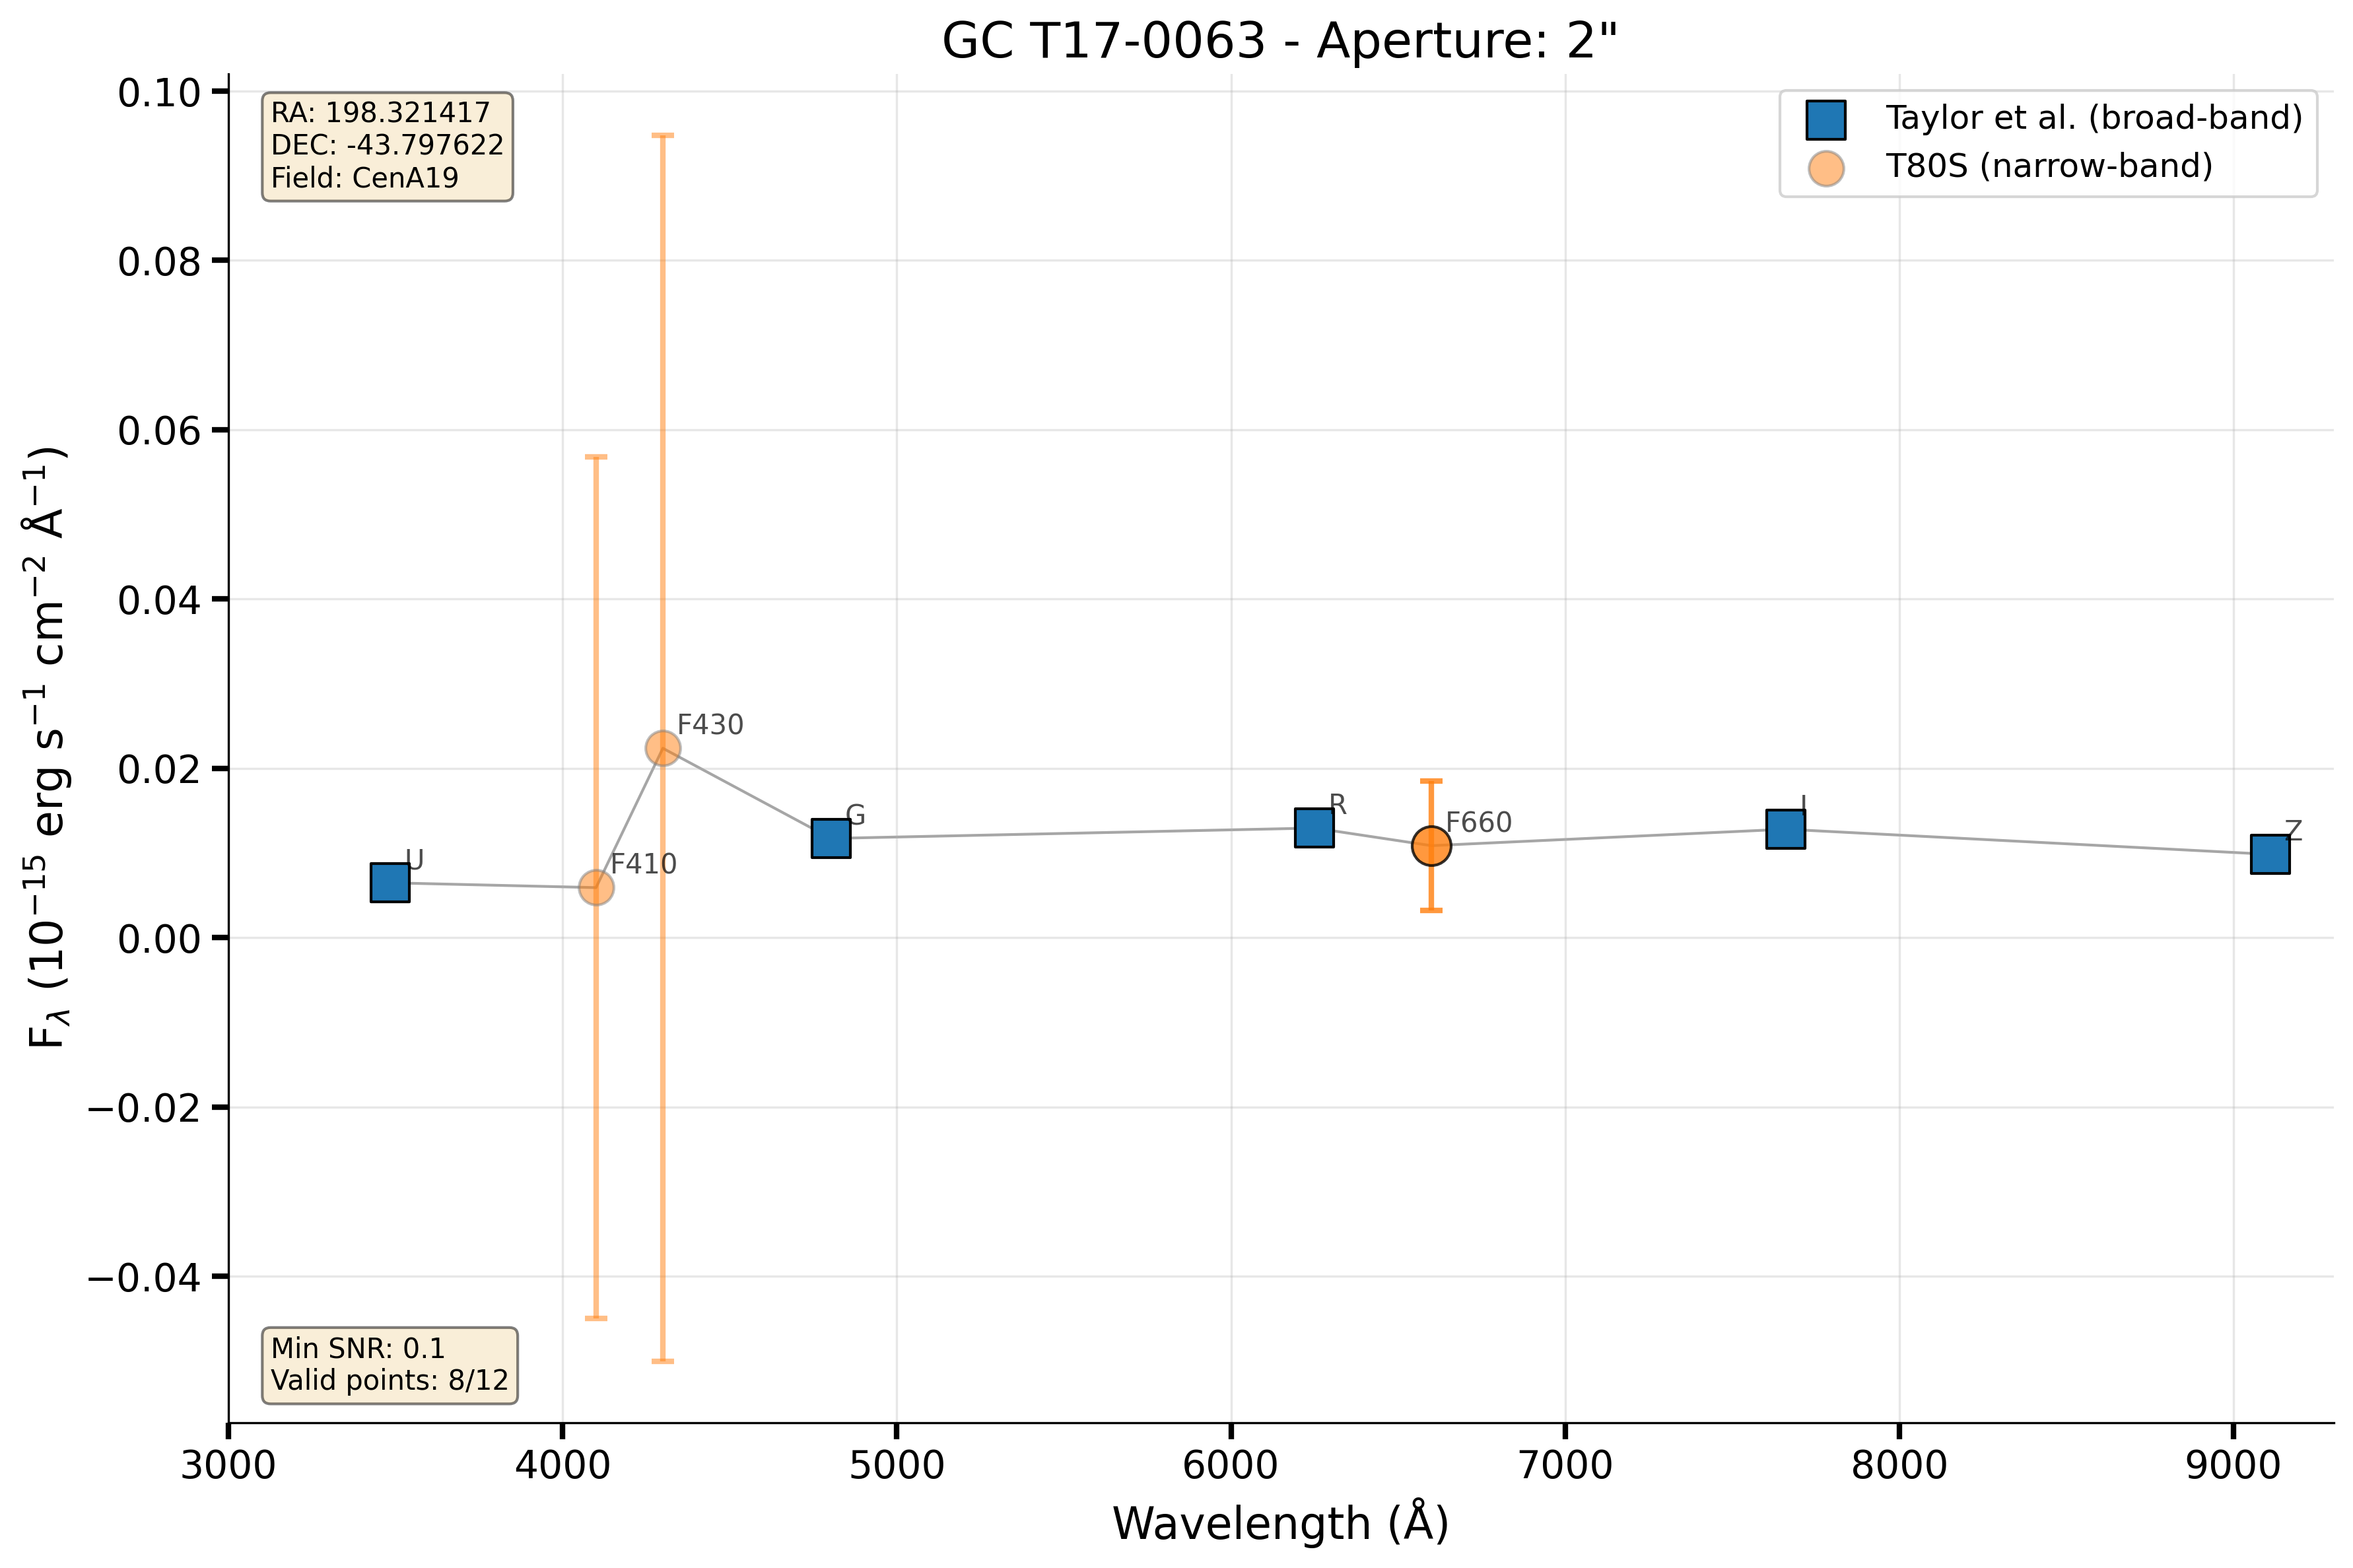 GC T17-0063 - Aperture: 2"
RA: 198.321417
DEC: -43.797622
Field: CenA19
Taylor et al. (broad-band)
T80S (narrow-band)
0.10
0.08
0.06
0.04
0.02
0.00
−0.02
−0.04
F_λ (10⁻¹⁵ erg s⁻¹ cm⁻² Å⁻¹)
U
F410
F430
G
R
F660
I
Z
Min SNR: 0.1
Valid points: 8/12
3000 4000 5000 6000 7000 8000 9000
Wavelength (Å)